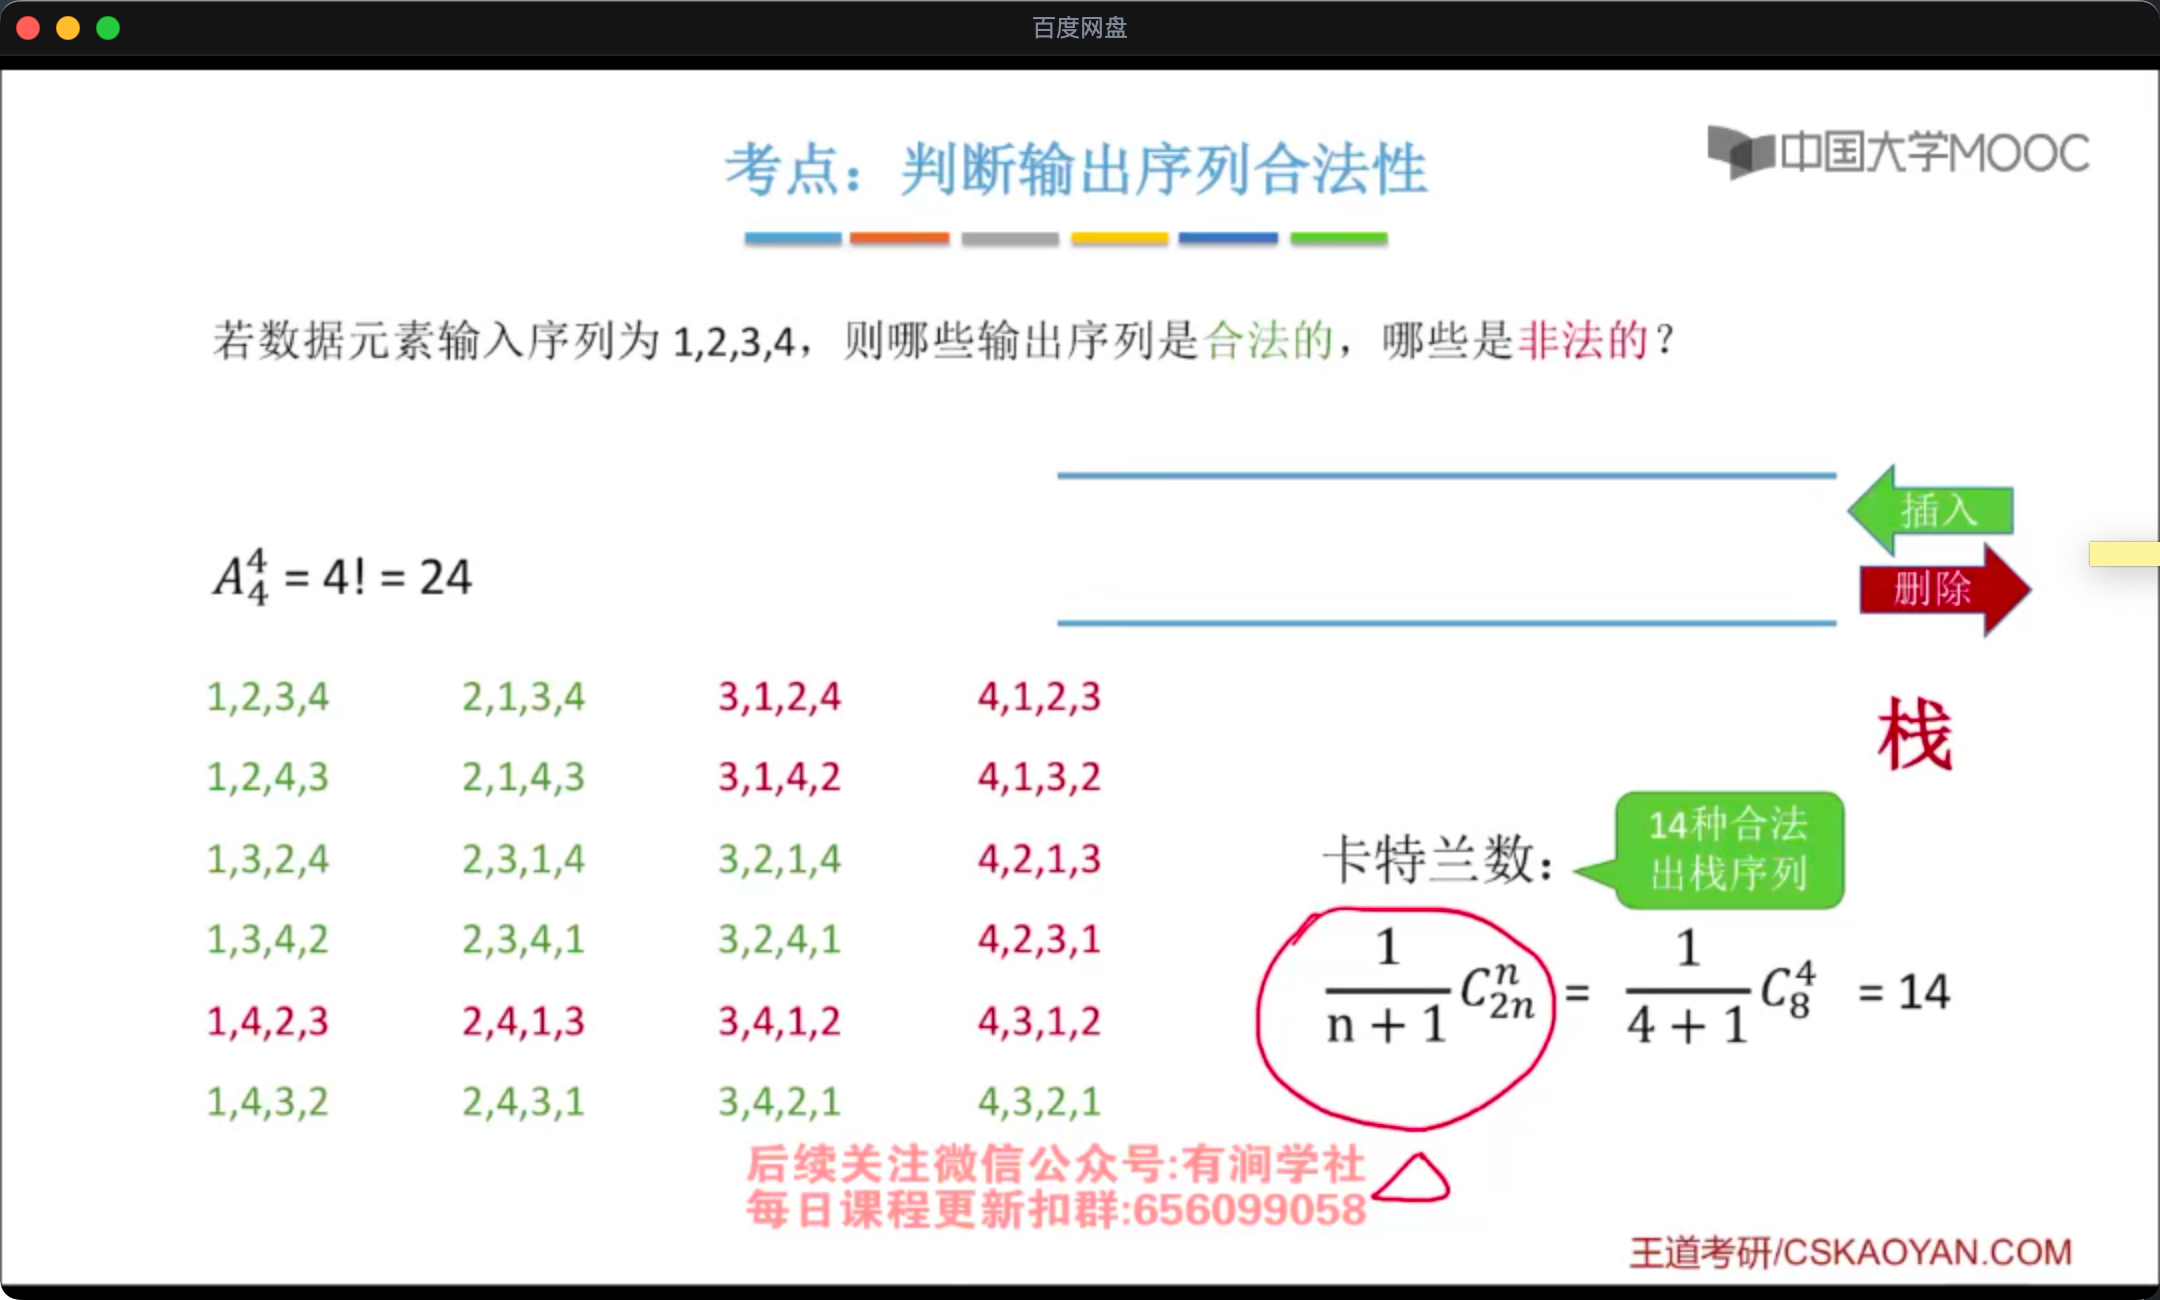 百度网盘
中国大学MOOC
考点：判断输出序列合法性
若数据元素输入序列为 1,2,3,4，则哪些输出序列是合法的，哪些是非法的？
插入
删除
A_4^4 = 4! = 24
1,2,3,4 2,1,3,4 3,1,2,4 4,1,2,3
1,2,4,3 2,1,4,3 3,1,4,2 4,1,3,2
1,3,2,4 2,3,1,4 3,2,1,4 4,2,1,3
1,3,4,2 2,3,4,1 3,2,4,1 4,2,3,1
1,4,2,3 2,4,1,3 3,4,1,2 4,3,1,2
1,4,3,2 2,4,3,1 3,4,2,1 4,3,2,1
栈
14种合法
出栈序列
卡特兰数：
\frac{1}{n+1} C_{2n}^{n} = \frac{1}{4+1} C_8^4 = 14
后续关注微信公众号:有涧学社
每日课程更新扣群:656099058
王道考研/CSKAOYAN.COM